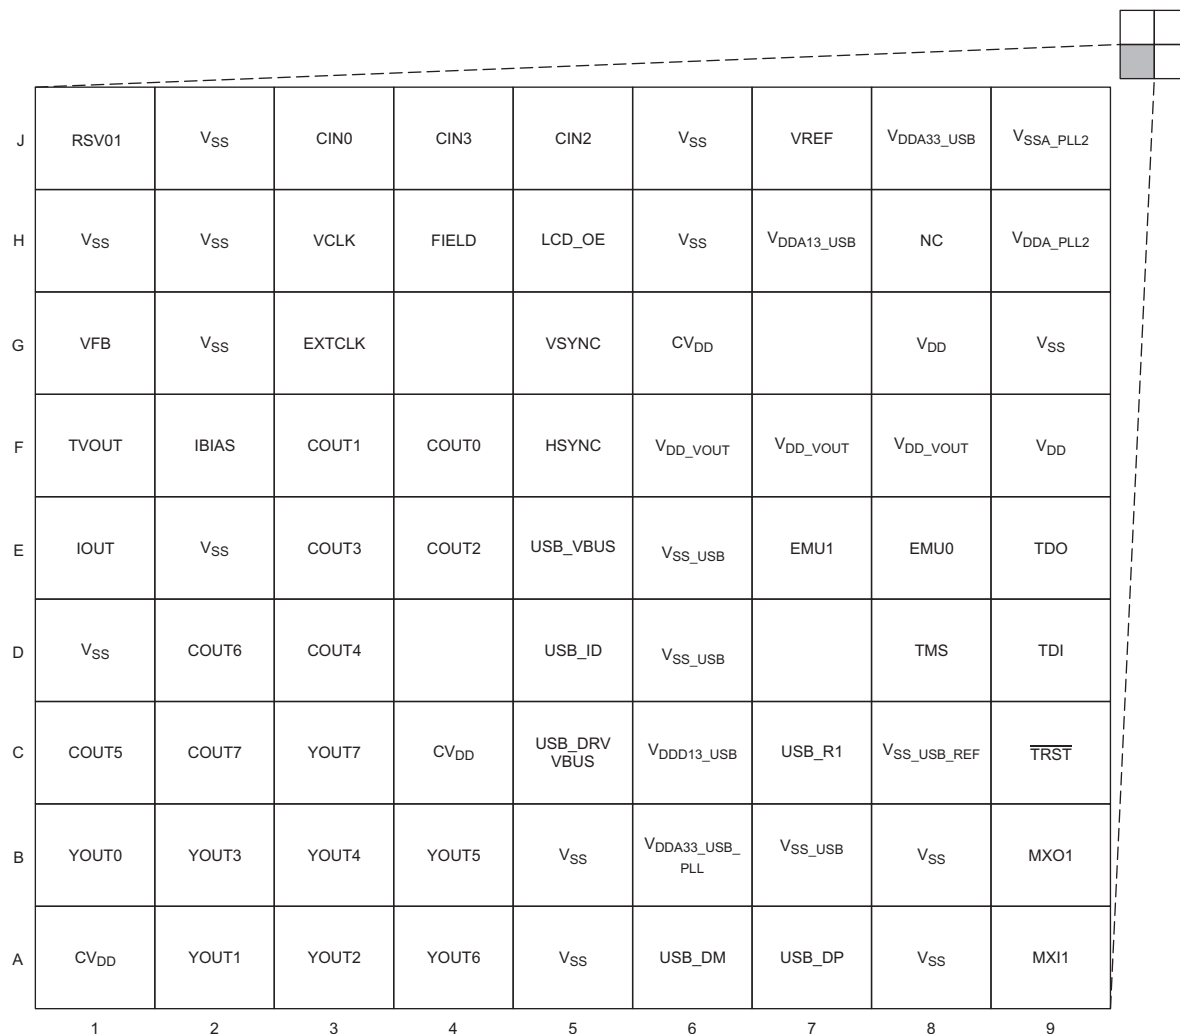 J RSV01 VSS CIN0 CIN3 CIN2 VSS VREF VDDA33_USB VSSA_PLL2
H VSS VSS VCLK FIELD LCD_OE VSS VDDA13_USB NC VDDA_PLL2
G VFB VSS EXTCLK VSYNC CVDD VDD VSS
F TVOUT IBIAS COUT1 COUT0 HSYNC VDD_VOUT VDD_VOUT VDD_VOUT VDD
E IOUT VSS COUT3 COUT2 USB_VBUS VSS_USB EMU1 EMU0 TDO
D VSS COUT6 COUT4 USB_ID VSS_USB TMS TDI
C COUT5 COUT7 YOUT7 CVDD USB_DRV VBUS VDDD13_USB USB_R1 VSS_USB_REF TRST
B YOUT0 YOUT3 YOUT4 YOUT5 VSS VDDA33_USB_PLL VSS_USB VSS MXO1
A CVDD YOUT1 YOUT2 YOUT6 VSS USB_DM USB_DP VSS MXI1
1 2 3 4 5 6 7 8 9